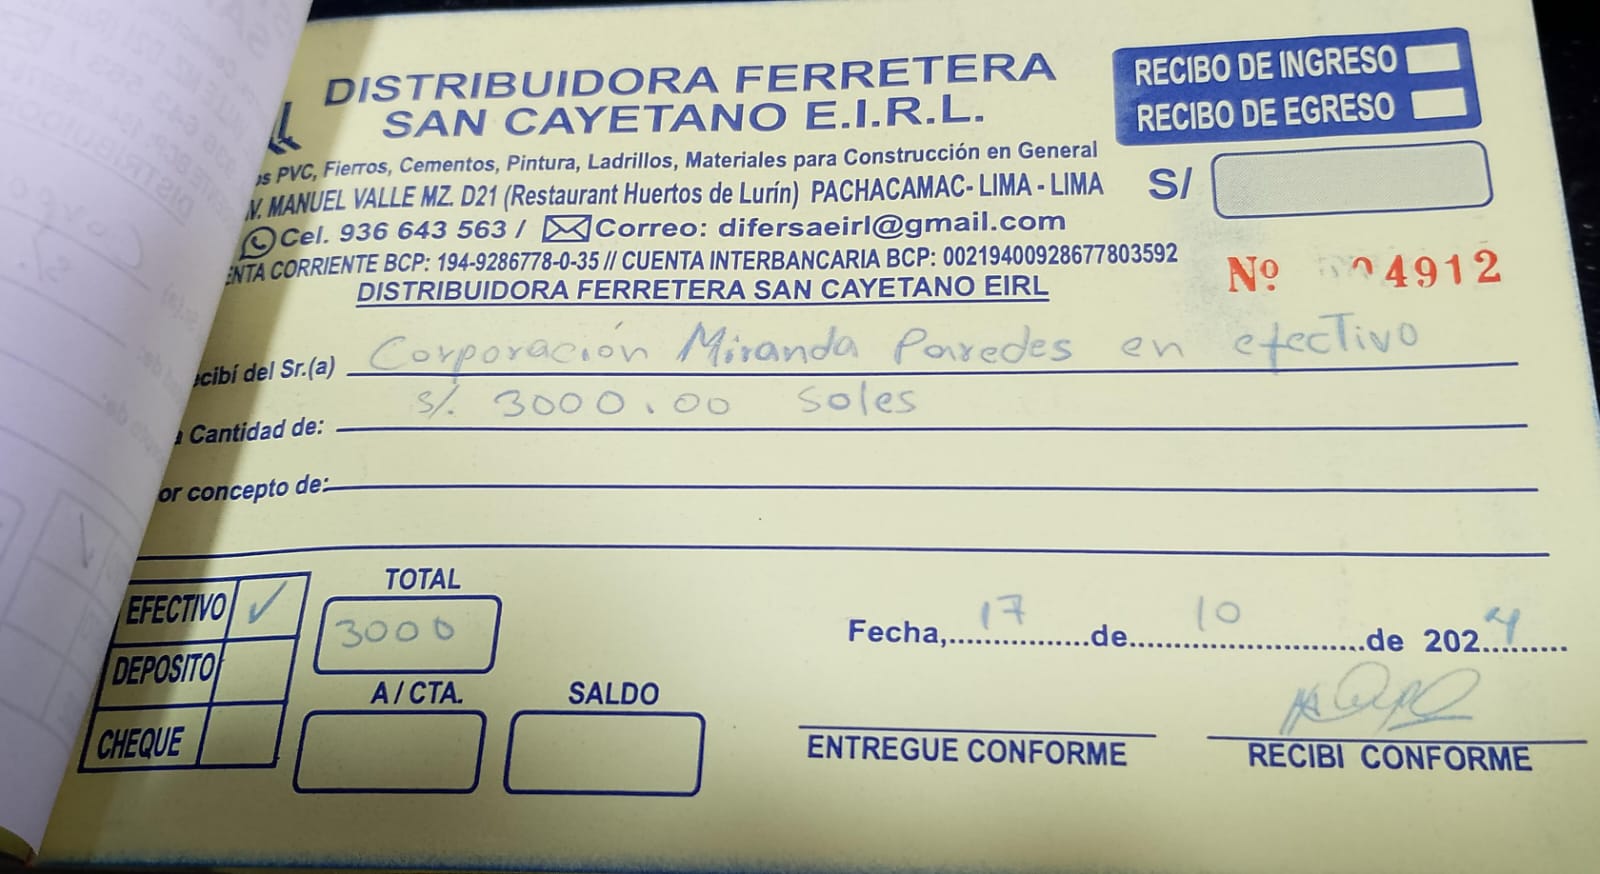 DISTRIBUIDORA FERRETERA
SAN CAYETANO E.I.R.L.
PVC, Fierros, Cementos, Pintura, Ladrillos, Materiales para Construcción en General
MANUEL VALLE MZ. D21 (Restaurant Huertos de Lurín) PACHACAMAC- LIMA - LIMA
Cel. 936 643 563 / Correo: difersaeirl@gmail.com
CORRIENTE BCP: 194-9286778-0-35 // CUENTA INTERBANCARIA BCP: 00219400928677803592
DISTRIBUIDORA FERRETERA SAN CAYETANO EIRL
RECIBO DE INGRESO
RECIBO DE EGRESO
S/
Nº 4912
del Sr.(a) Corporación Miranda Paredes en efectivo
Cantidad de: S/. 3000.00 soles
concepto de:
EFECTIVO ✓
DEPOSITO
CHEQUE
TOTAL
3000
A / CTA.
SALDO
Fecha, 17 de 10 de 2024
ENTREGUE CONFORME
RECIBI CONFORME